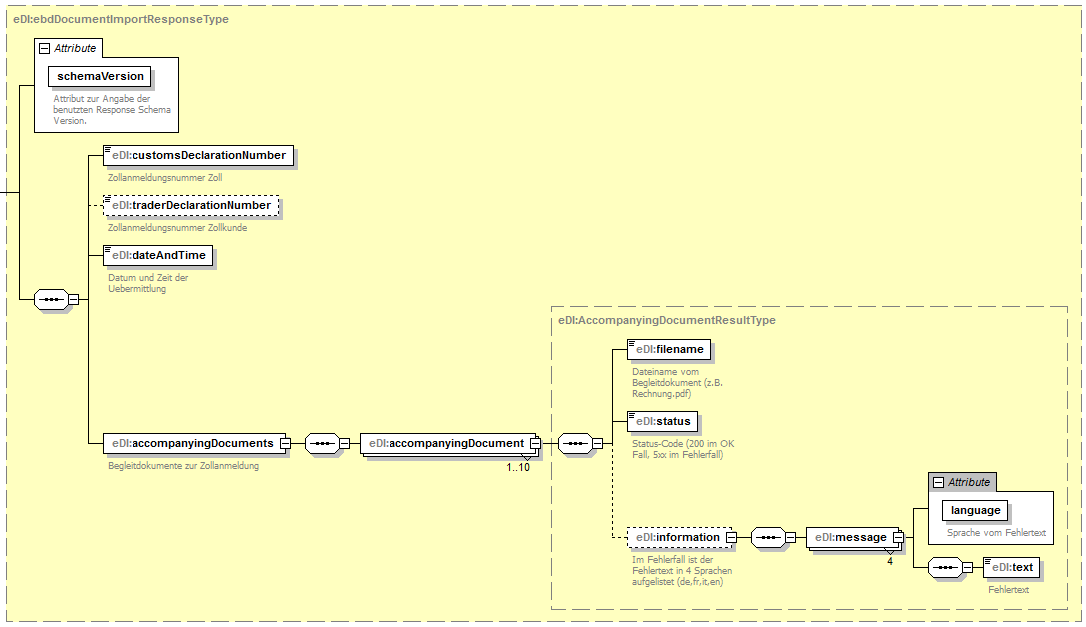 eDI:ebdDocumentImportResponseType
Attribute
schemaVersion
Attribut zur Angabe der
benutzten Response Schema
Version.
eDI:customsDeclarationNumber
Zollanmeldungsnummer Zoll
eDI:traderDeclarationNumber
Zollanmeldungsnummer Zollkunde
eDI:dateAndTime
Datum und Zeit der
Uebermittlung
eDI:accompanyingDocuments
Begleitdokumente zur Zollanmeldung
eDI:accompanyingDocument
1..10
eDI:AccompanyingDocumentResultType
eDI:filename
Dateiname vom
Begleitdokument (z.B.
Rechnung.pdf)
eDI:status
Status-Code (200 im OK
Fall, 5xx im Fehlerfall)
eDI:information
Im Fehlerfall ist der
Fehlertext in 4 Sprachen
aufgelistet (de,fr,it,en)
eDI:message
4
Attribute
language
Sprache vom Fehlertext
eDI:text
Fehlertext